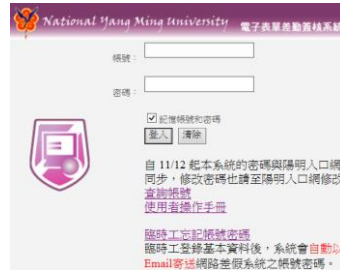 National Yang Ming University 電子表單差勤簽核系統
帳號：
密碼：
記憶帳號和密碼
登入 清除
自 11/12 起本系統的密碼與陽明人口網
同步，修改密碼也請至陽明人口網修改
查詢帳號
使用者操作手冊
臨時工忘記帳號密碼
臨時工登錄基本資料後，系統會自動以
Email寄送網路差假系統之帳號密碼。